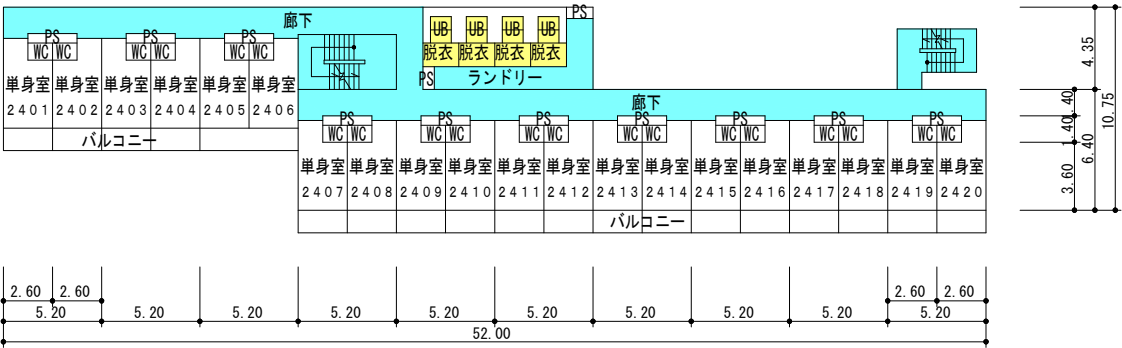 廊下
PS
UB UB UB UB
脱衣 脱衣 脱衣 脱衣
PS PS PS
WC WC WC WC WC WC
ランドリー
PS
単身室 単身室 単身室 単身室 単身室 単身室
2401 2402 2403 2404 2405 2406
バルコニー
廊下
PS PS PS PS PS PS PS
WC WC WC WC WC WC WC WC WC WC WC WC WC WC
単身室 単身室 単身室 単身室 単身室 単身室 単身室 単身室 単身室 単身室 単身室 単身室 単身室 単身室
2407 2408 2409 2410 2411 2412 2413 2414 2415 2416 2417 2418 2419 2420
バルコニー
4.35
1.40
1.40
3.60
6.40
10.75
2.60 2.60 2.60 2.60
5.20 5.20 5.20 5.20 5.20 5.20 5.20 5.20 5.20 5.20
52.00